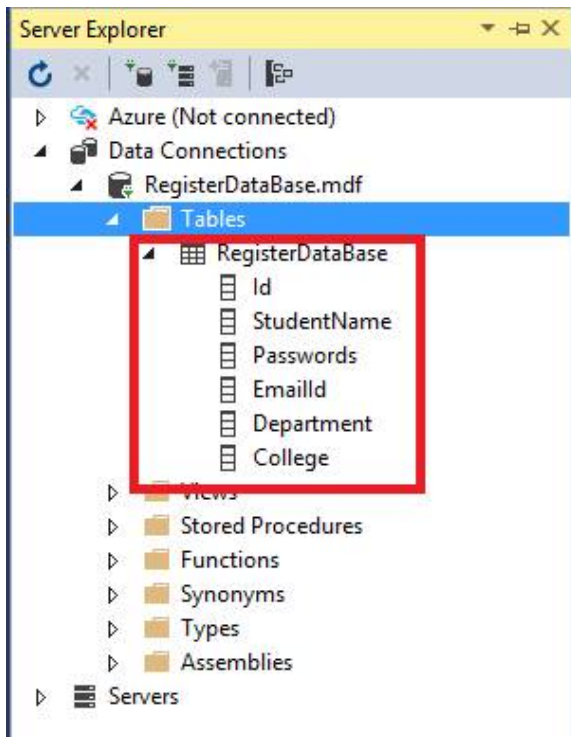 Server Explorer
Azure (Not connected)
Data Connections
RegisterDataBase.mdf
Tables
RegisterDataBase
Id
StudentName
Passwords
EmailId
Department
College
Views
Stored Procedures
Functions
Synonyms
Types
Assemblies
Servers